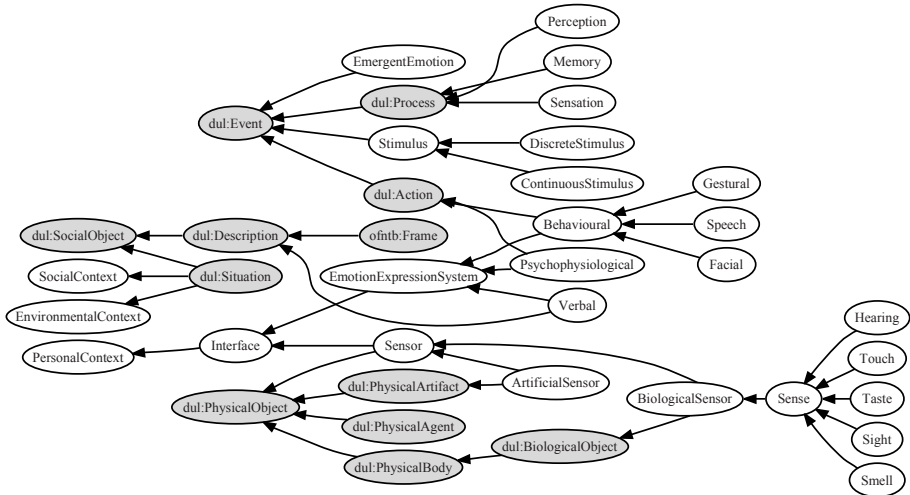 Perception
EmergentEmotion
Memory
dul:Process
Sensation
dul:Event
Stimulus
DiscreteStimulus
ContinuousStimulus
Gestural
dul:Action
Behavioural
Speech
dul:SocialObject
dul:Description
ofntb:Frame
Psychophysiological
Facial
SocialContext
dul:Situation
EmotionExpressionSystem
Verbal
EnvironmentalContext
Hearing
PersonalContext
Interface
Sensor
Touch
dul:PhysicalArtifact
ArtificialSensor
dul:PhysicalObject
BiologicalSensor
Sense
Taste
dul:PhysicalAgent
Sight
dul:BiologicalObject
dul:PhysicalBody
Smell